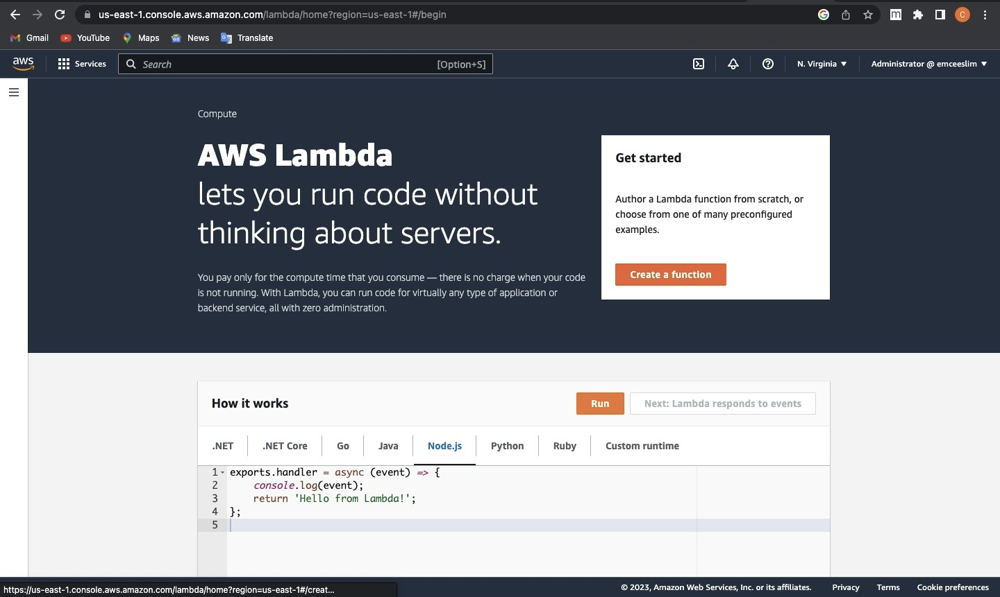 us-east-1.console.aws.amazon.com/lambda/home?region=us-east-1#/begin
C
Gmail YouTube Maps News Translate
aws Services Search [Option+S] N. Virginia Administrator @ emceeslim
Compute
AWS Lambda
lets you run code without
thinking about servers.
You pay only for the compute time that you consume — there is no charge when your code
is not running. With Lambda, you can run code for virtually any type of application or
backend service, all with zero administration.
Get started
Author a Lambda function from scratch, or
choose from one of many preconfigured
examples.
Create a function
How it works Run Next: Lambda responds to events
.NET .NET Core Go Java Node.js Python Ruby Custom runtime
1 exports.handler = async (event) => {
2 console.log(event);
3 return 'Hello from Lambda!';
4 };
5
https://us-east-1.console.aws.amazon.com/lambda/home?region=us-east-1#/creat...
© 2023, Amazon Web Services, Inc. or its affiliates. Privacy Terms Cookie preferences